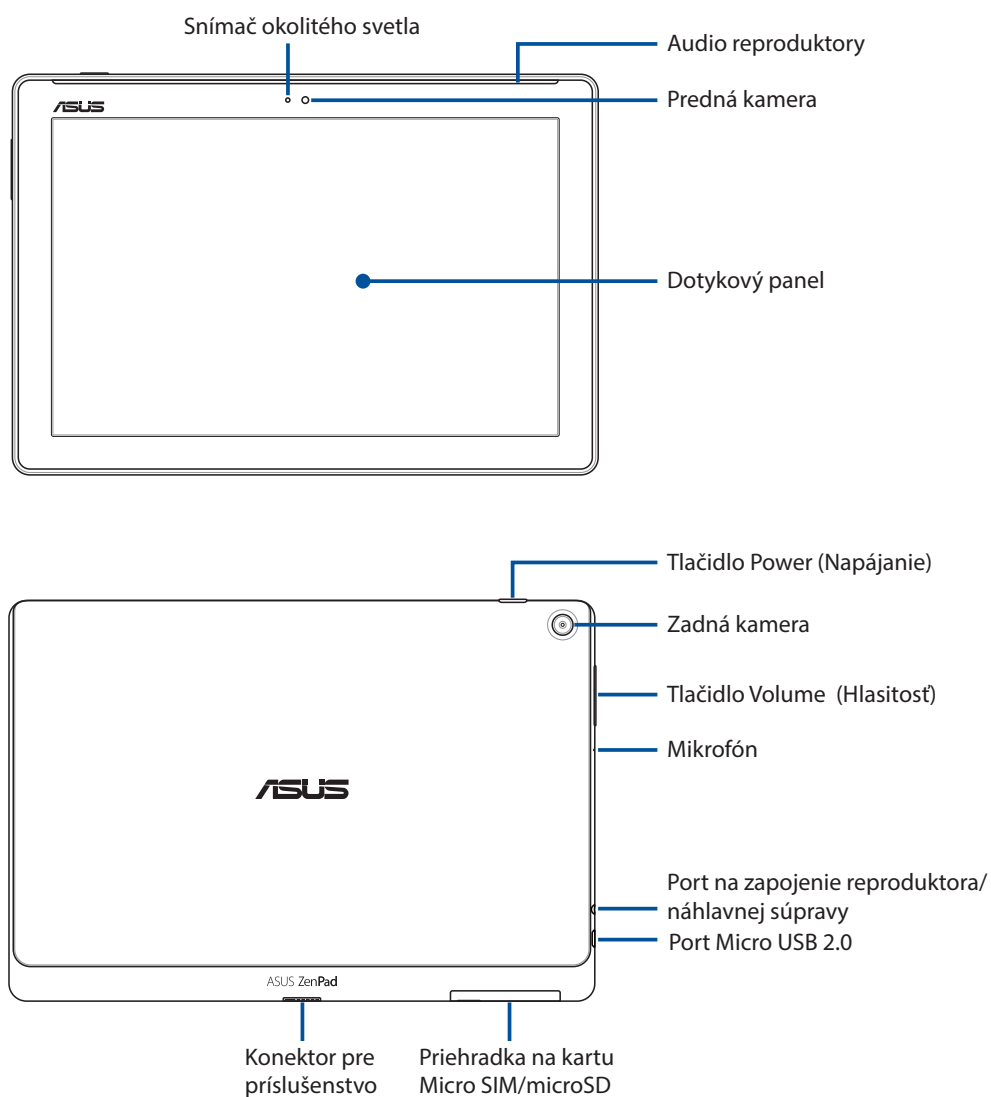 Snímač okolitého svetla
Audio reproduktory
Predná kamera
ASUS
Dotykový panel
Tlačidlo Power (Napájanie)
Zadná kamera
Tlačidlo Volume  (Hlasitosť)
Mikrofón
ASUS
Port na zapojenie reproduktora/
náhlavnej súpravy
Port Micro USB 2.0
ASUS ZenPad
Konektor pre
príslušenstvo
Priehradka na kartu
Micro SIM/microSD